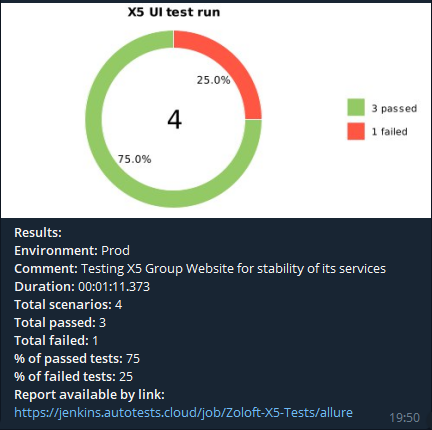 X5 UI test run
25.0%
4
75.0%
3 passed
1 failed
Results:
Environment: Prod
Comment: Testing X5 Group Website for stability of its services
Duration: 00:01:11.373
Total scenarios: 4
Total passed: 3
Total failed: 1
% of passed tests: 75
% of failed tests: 25
Report available by link:
https://jenkins.autotests.cloud/job/Zoloft-X5-Tests/allure
19:50